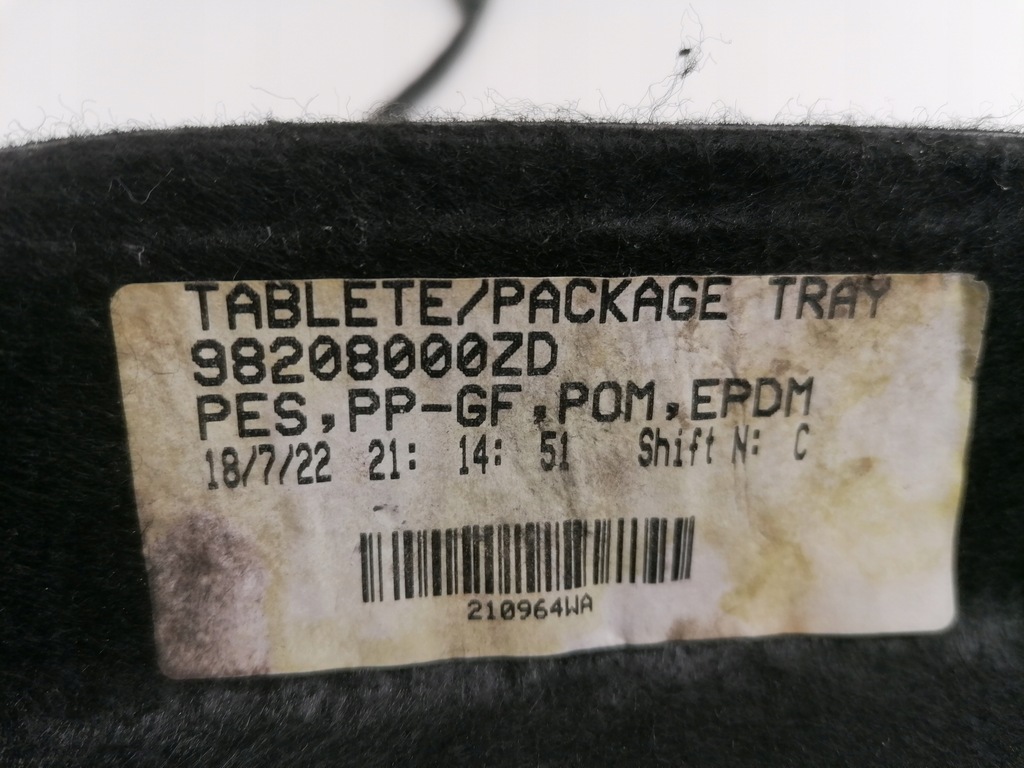 TABLETE/PACKAGE TRAY
98208000ZD
PES,PP-GF,POM,EPDM
18/7/22 21: 14: 51 Shift N: C
210964WA